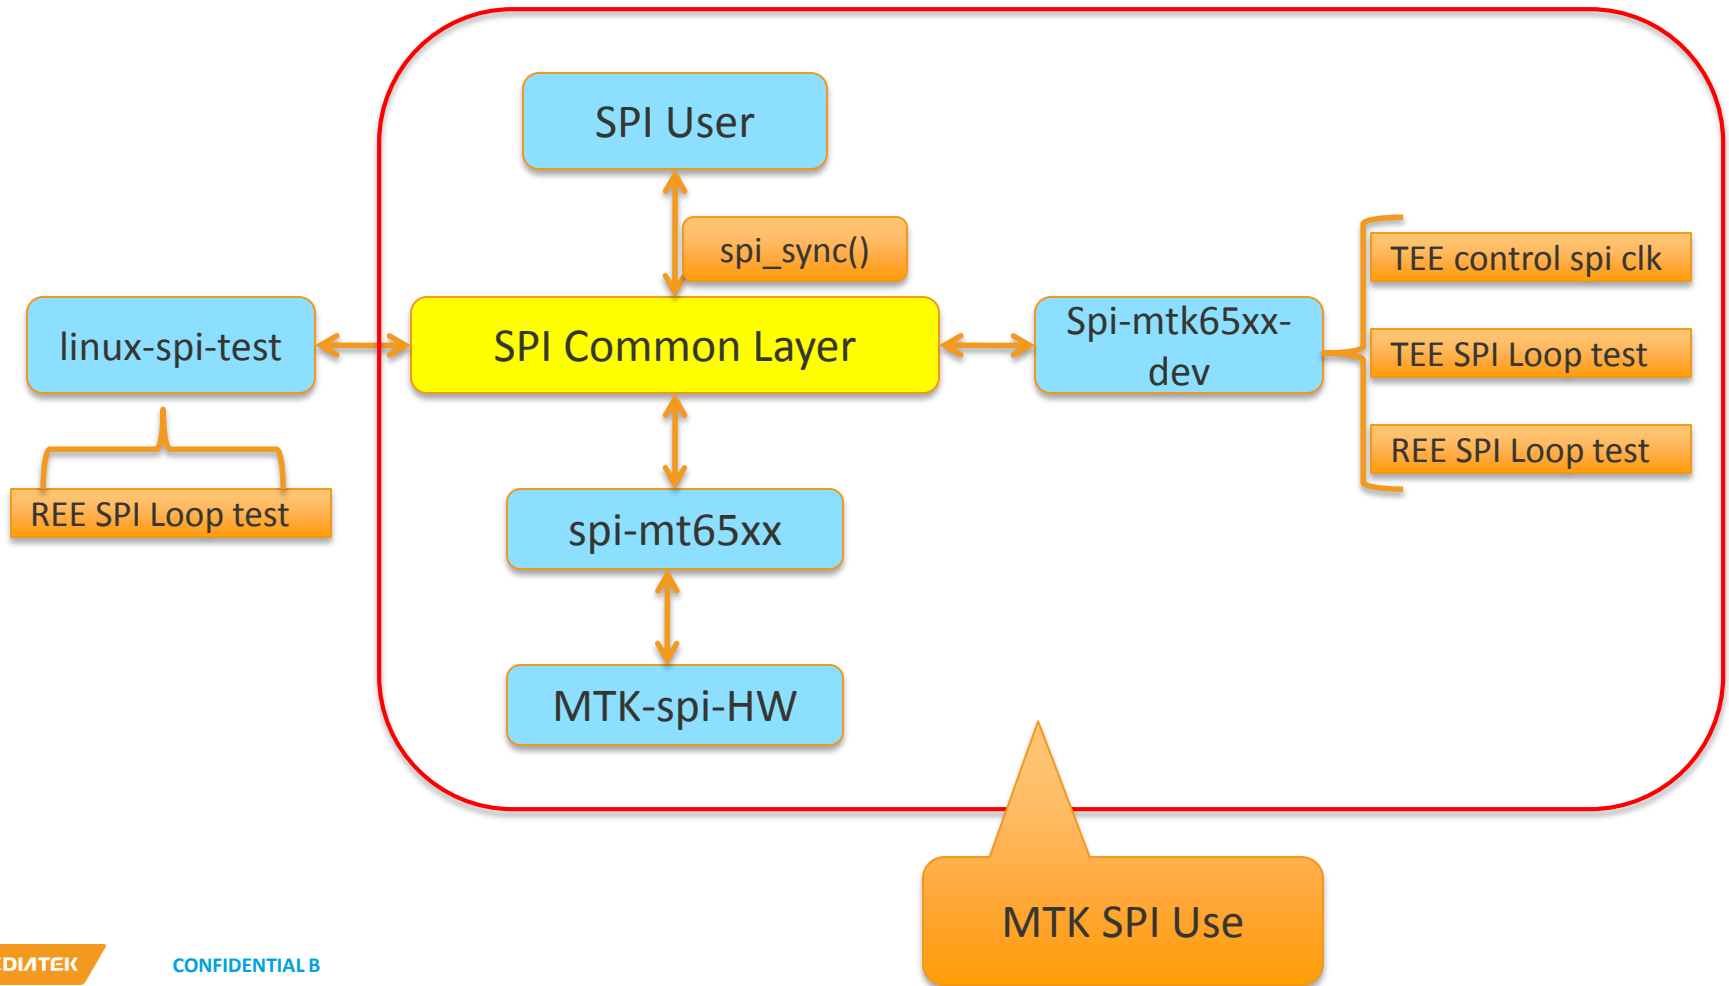 SPI User
spi_sync()
TEE control spi clk
linux-spi-test
SPI Common Layer
Spi-mtk65xx-
dev
TEE SPI Loop test
REE SPI Loop test
REE SPI Loop test
spi-mt65xx
MTK-spi-HW
MTK SPI Use
EDIATEK
CONFIDENTIAL B